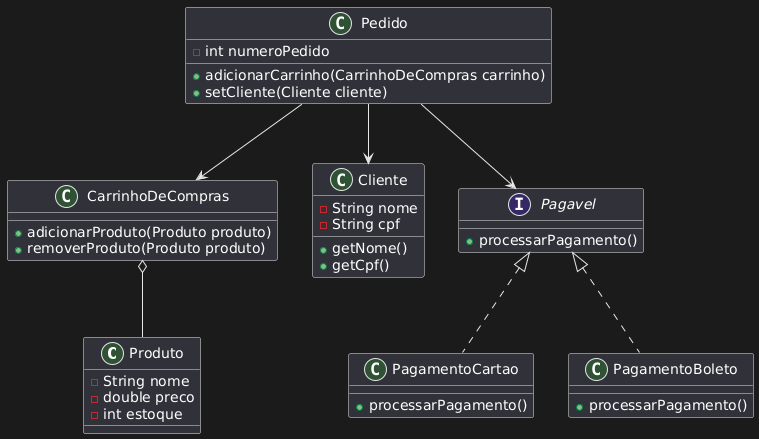 C Pedido
int numeroPedido
adicionarCarrinho(CarrinhoDeCompras carrinho)
setCliente(Cliente cliente)
C CarrinhoDeCompras
adicionarProduto(Produto produto)
removerProduto(Produto produto)
C Cliente
String nome
String cpf
getNome()
getCpf()
I Pagavel
processarPagamento()
C Produto
String nome
double preco
int estoque
C PagamentoCartao
processarPagamento()
C PagamentoBoleto
processarPagamento()